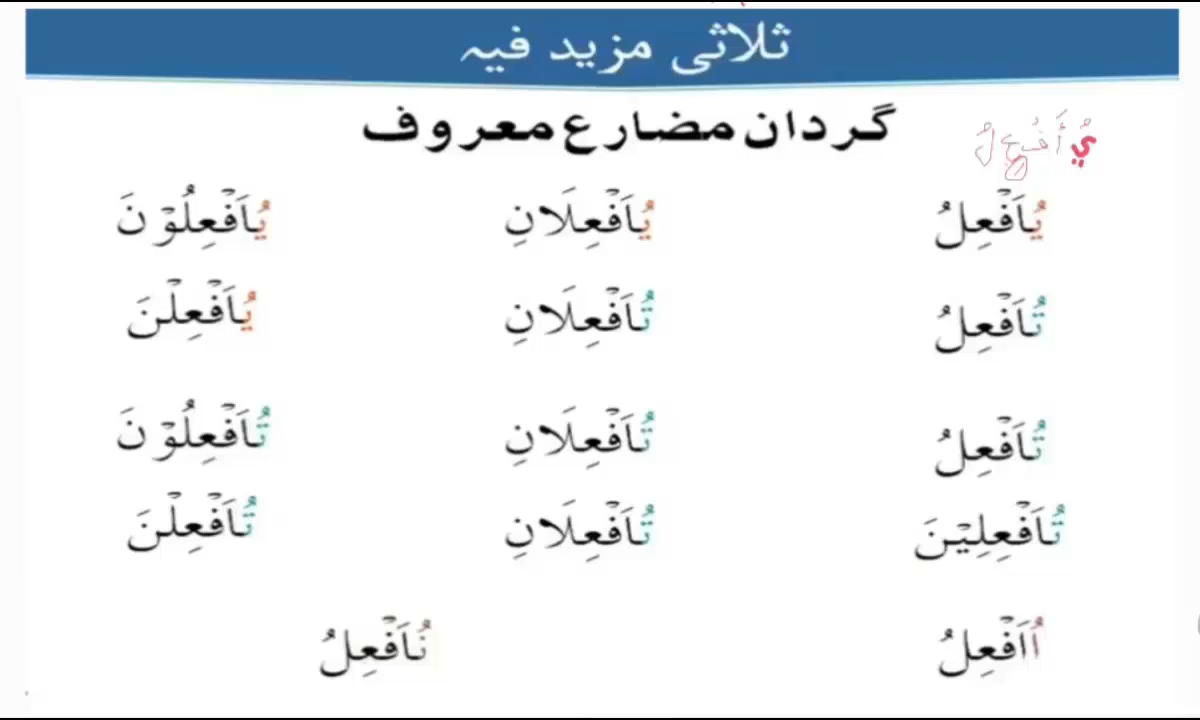 ثلاثی مزید فیہ
گردان مضارع معروف
يُ أَ فْ عِ لُ
يُاَفْعِلُ يُاَفْعِلَانِ يُاَفْعِلُوْنَ
تُاَفْعِلُ تُاَفْعِلَانِ يُاَفْعِلْنَ
تُاَفْعِلُ تُاَفْعِلَانِ تُاَفْعِلُوْنَ
تُاَفْعِلِيْنَ تُاَفْعِلَانِ تُاَفْعِلْنَ
اُاَفْعِلُ نُاَفْعِلُ